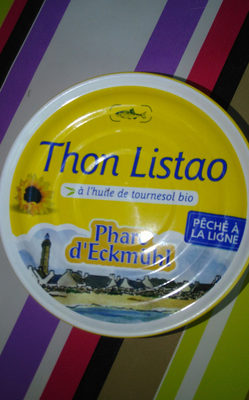 Thon Listao
à l'huile de tournesol bio
PÊCHÉ À
LA LIGNE
Phare
d'Eckmühl